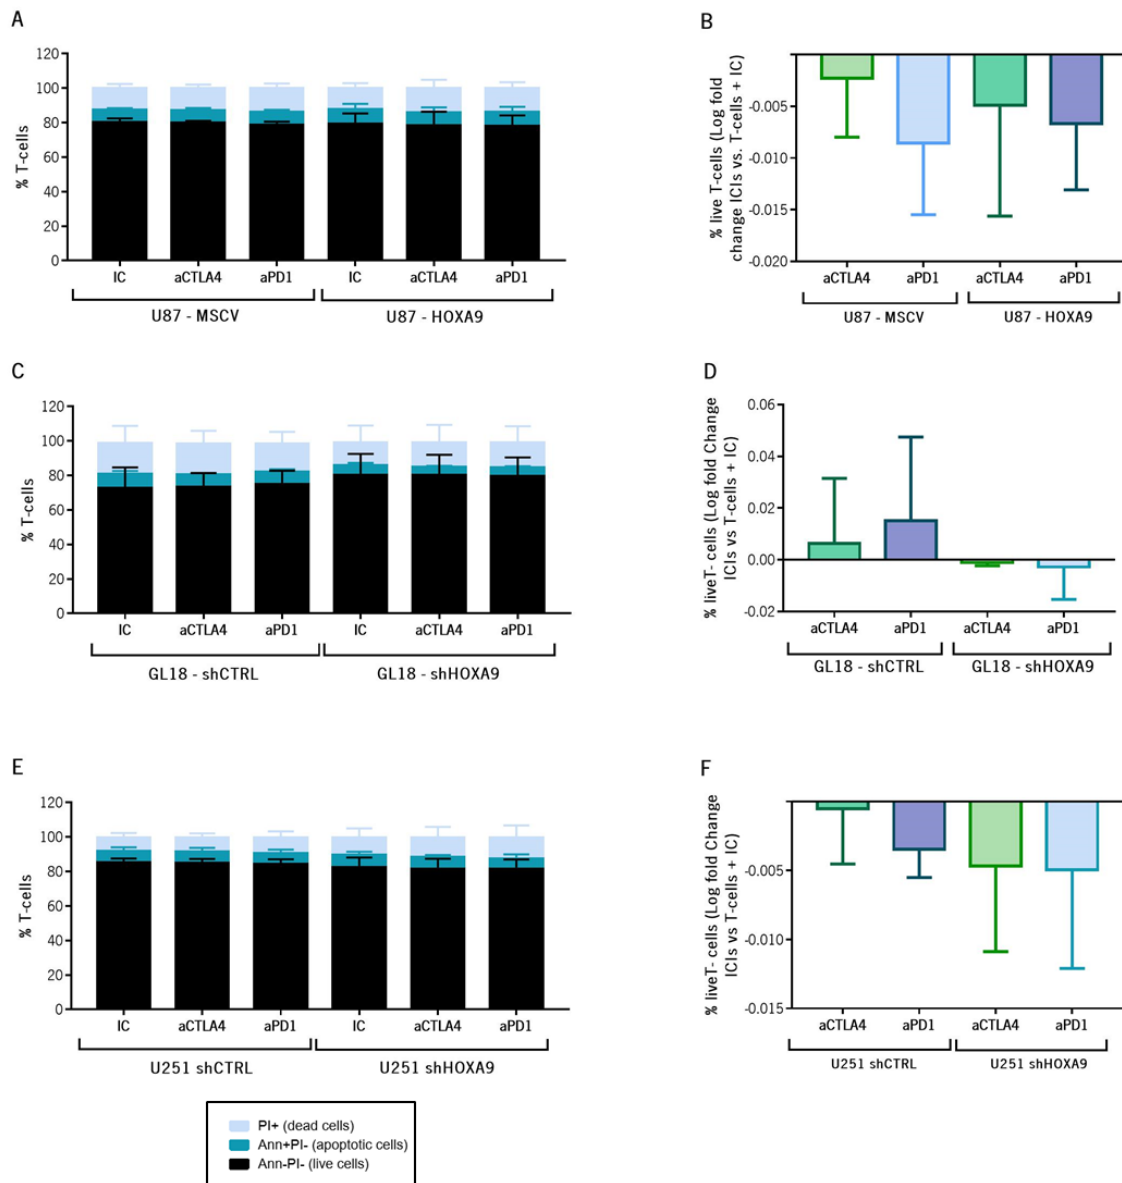 A
% T-cells
120
100
80
60
40
20
0
IC
aCTLA4
aPD1
IC
aCTLA4
aPD1
U87 - MSCV
U87 - HOXA9
B
% live T-cells (Log fold
change ICIs vs. T-cells + IC)
-0.005
-0.010
-0.015
-0.020
aCTLA4
aPD1
aCTLA4
aPD1
U87 - MSCV
U87 - HOXA9
C
% T-cells
120
100
80
60
40
20
0
IC
aCTLA4
aPD1
IC
aCTLA4
aPD1
GL18 - shCTRL
GL18 - shHOXA9
D
% liveT- cells (Log fold Change
ICIs vs T-cells + IC)
0.06
0.04
0.02
0.00
-0.02
aCTLA4
aPD1
aCTLA4
aPD1
GL18 - shCTRL
GL18 - shHOXA9
E
% T-cells
120
100
80
60
40
20
0
IC
aCTLA4
aPD1
IC
aCTLA4
aPD1
U251 shCTRL
U251 shHOXA9
F
% liveT- cells (Log fold Change
ICIs vs T-cells + IC)
-0.005
-0.010
-0.015
aCTLA4
aPD1
aCTLA4
aPD1
U251 shCTRL
U251 shHOXA9
PI+ (dead cells)
Ann+PI- (apoptotic cells)
Ann-PI- (live cells)